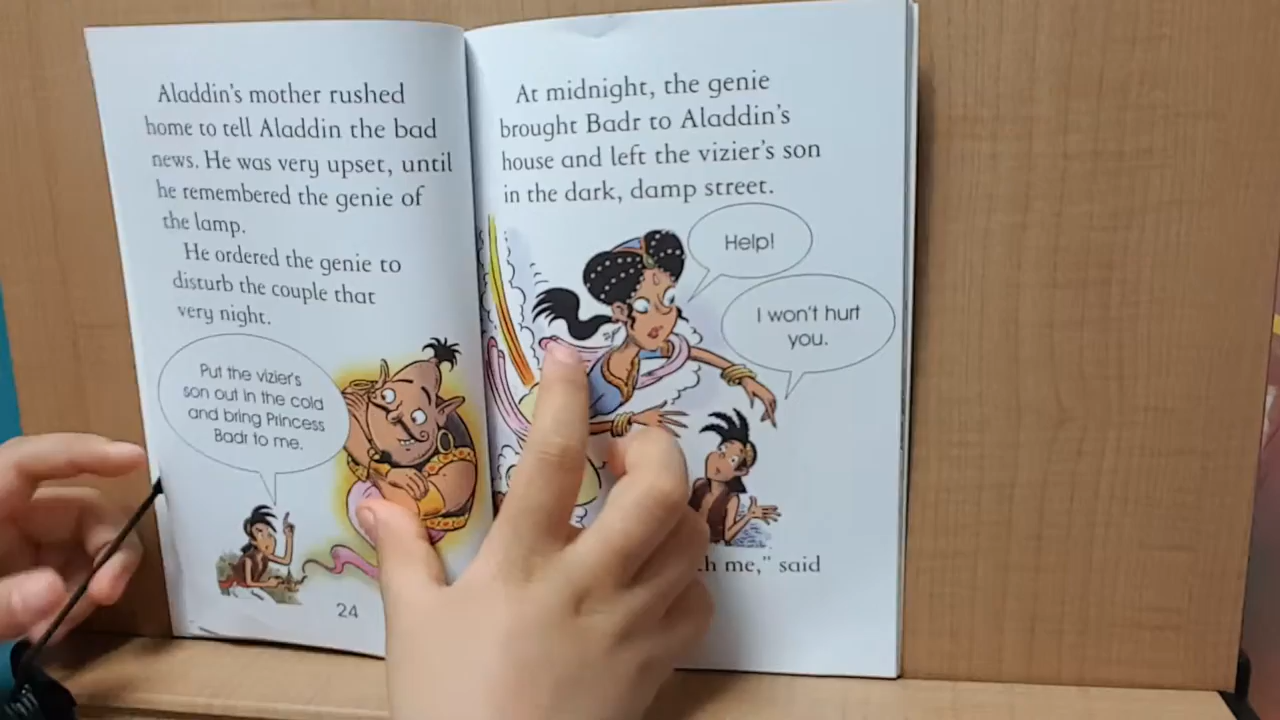 Aladdin's mother rushed
home to tell Aladdin the bad
news. He was very upset, until
he remembered the genie of
the lamp.
He ordered the genie to
disturb the couple that
very night.
Put the vizier's
son out in the cold
and bring Princess
Badr to me.
24
At midnight, the genie
brought Badr to Aladdin's
house and left the vizier's son
in the dark, damp street.
Help!
I won't hurt
you.
me," said